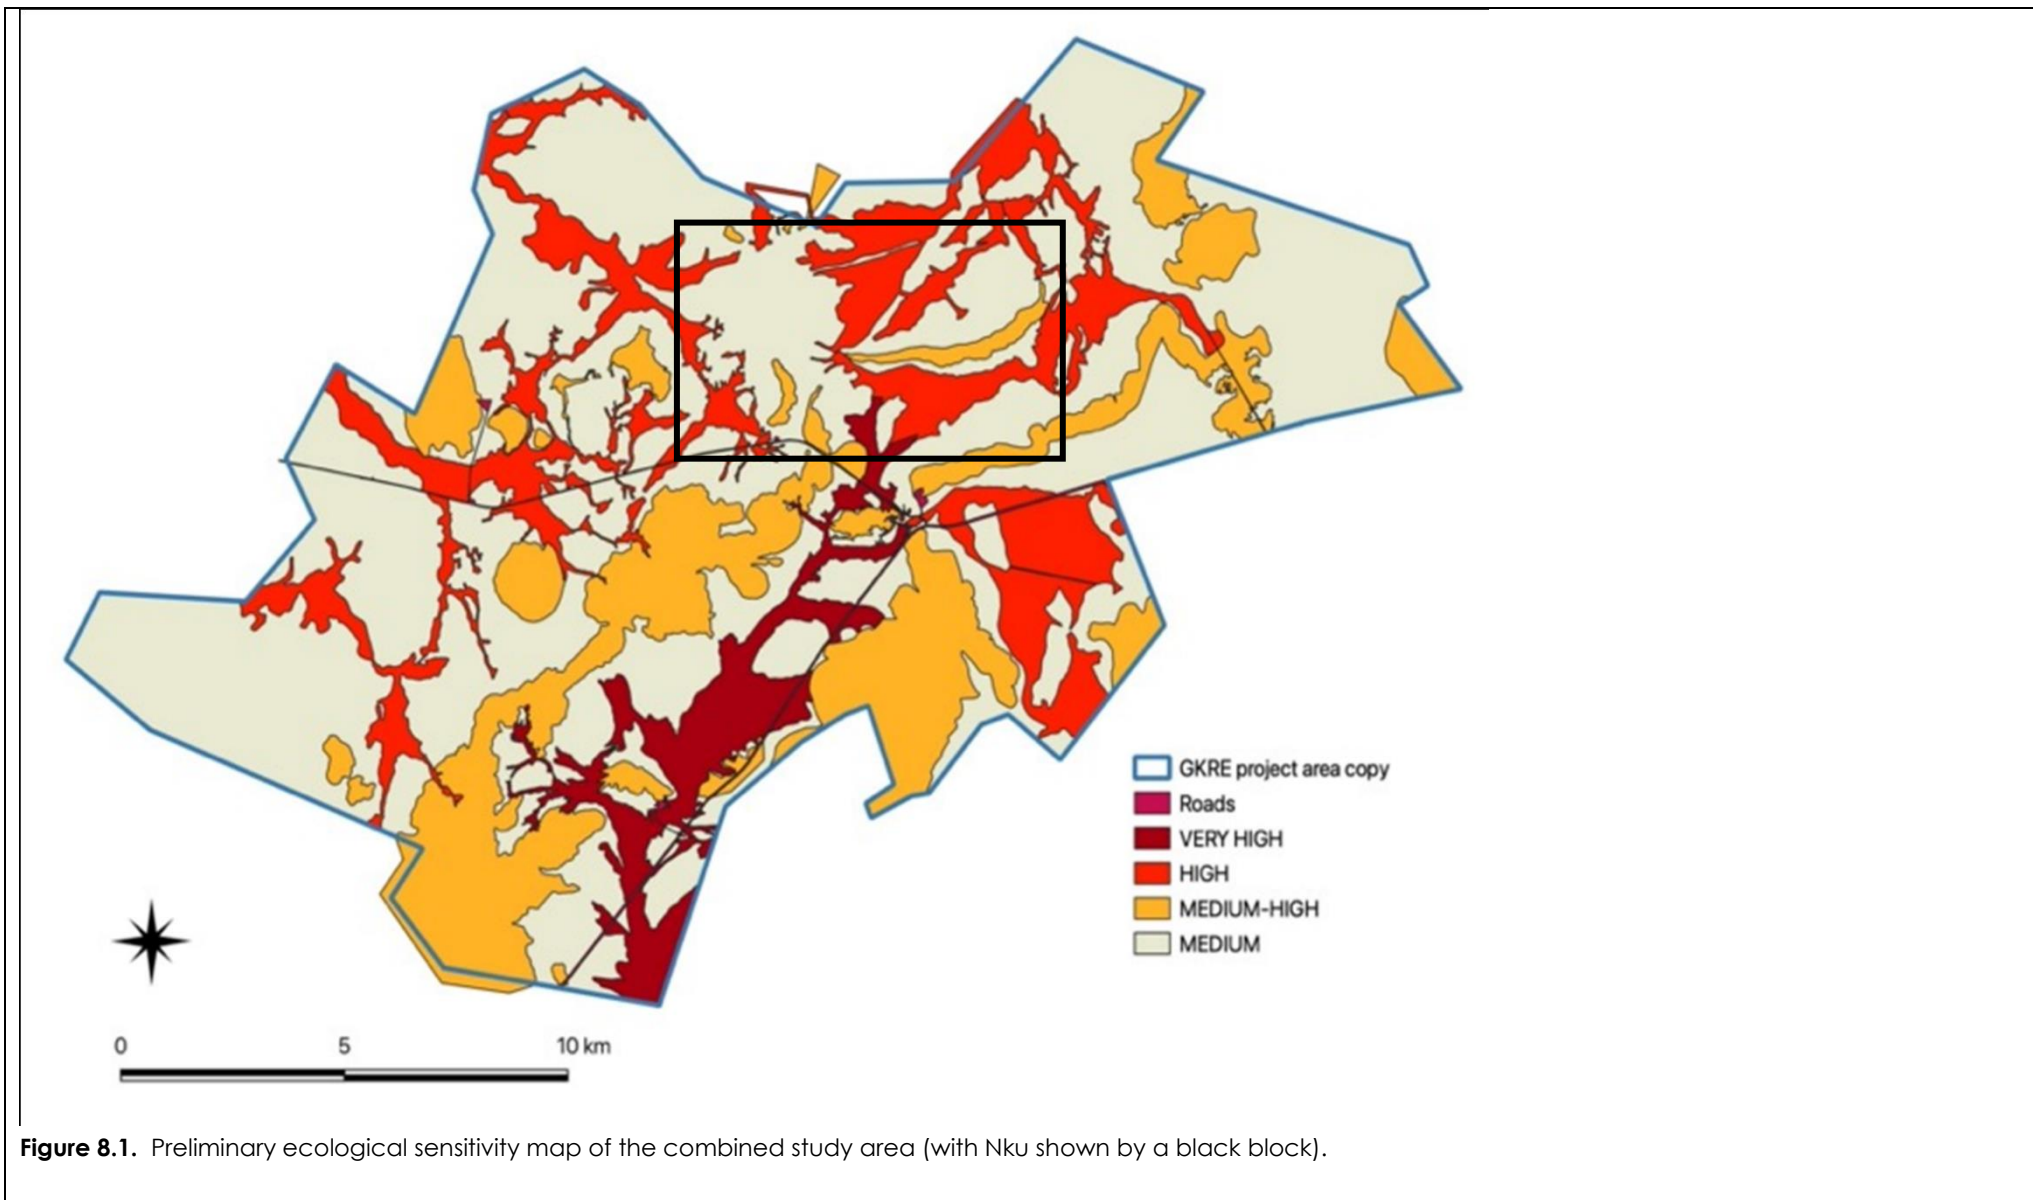 GKRE project area copy
Roads
VERY HIGH
HIGH
MEDIUM-HIGH
MEDIUM
0 5 10 km
Figure 8.1. Preliminary ecological sensitivity map of the combined study area (with Nku shown by a black block).